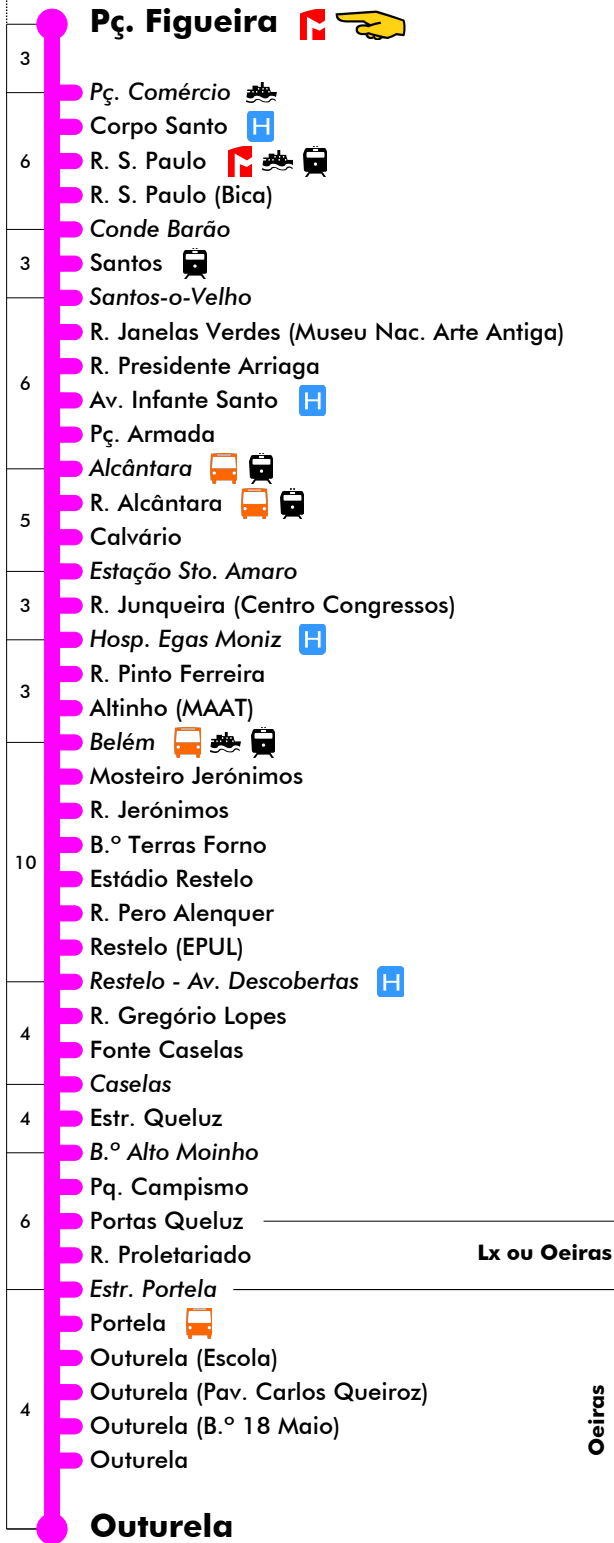 Pç. Figueira
3
Pç. Comércio
Corpo Santo H
6 R. S. Paulo
R. S. Paulo (Bica)
Conde Barão
3 Santos
Santos-o-Velho
R. Janelas Verdes (Museu Nac. Arte Antiga)
R. Presidente Arriaga
6
Av. Infante Santo H
Pç. Armada
Alcântara
R. Alcântara
5
Calvário
Estação Sto. Amaro
3 R. Junqueira (Centro Congressos)
Hosp. Egas Moniz H
R. Pinto Ferreira
3
Altinho (MAAT)
Belém
Mosteiro Jerónimos
R. Jerónimos
B.º Terras Forno
10
Estádio Restelo
R. Pero Alenquer
Restelo (EPUL)
Restelo - Av. Descobertas H
R. Gregório Lopes
4
Fonte Caselas
Caselas
4 Estr. Queluz
B.º Alto Moinho
Pq. Campismo
6 Portas Queluz
R. Proletariado Lx ou Oeiras
Estr. Portela
Portela
Outurela (Escola)
Outurela (Pav. Carlos Queiroz)
4
Outurela (B.º 18 Maio)
Oeiras
Outurela
Outurela